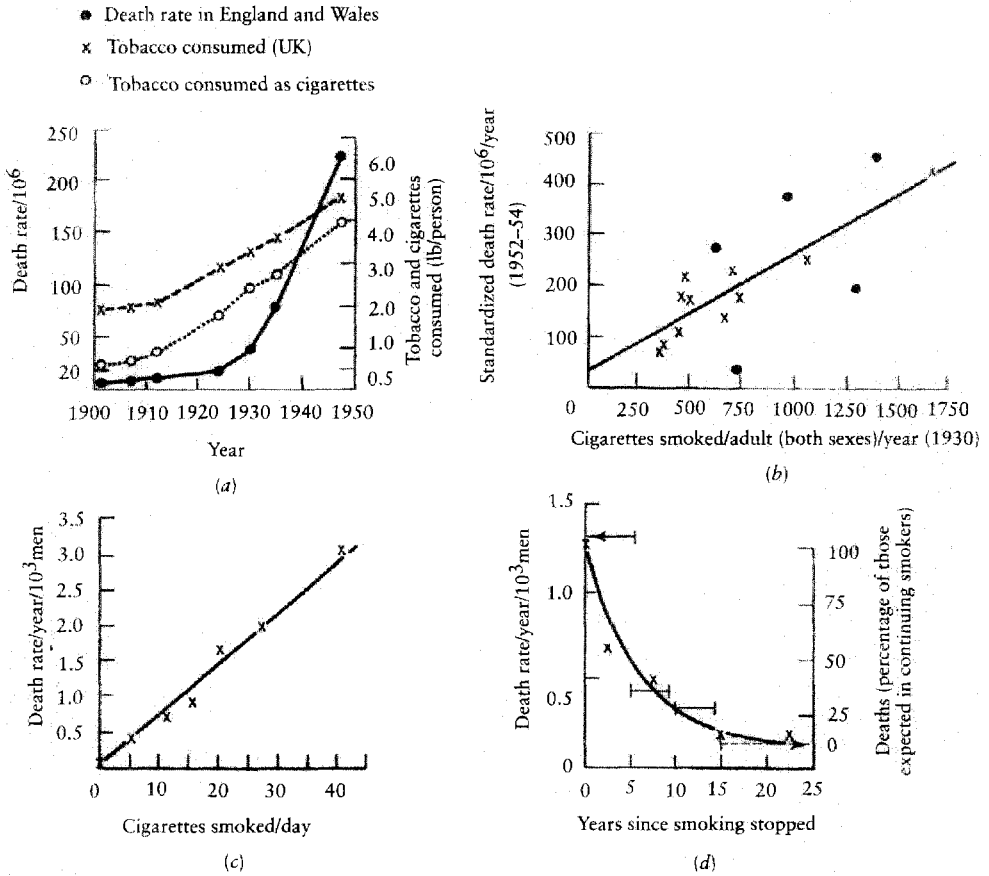 ● Death rate in England and Wales
x Tobacco consumed (UK)
○ Tobacco consumed as cigarettes
Death rate/10⁶
250
200
150
100
50
20
6.0
5.0
4.0
3.0
2.0
1.0
0.5
Tobacco and cigarettes
consumed (lb/person)
1900 1910 1920 1930 1940 1950
Year
(a)
Standardized death rate/10⁶/year
(1952–54)
500
400
300
200
100
0 250 500 750 1000 1250 1500 1750
Cigarettes smoked/adult (both sexes)/year (1930)
(b)
Death rate/year/10³men
3.5
3.0
2.5
2.0
1.5
1.0
0.5
0 10 20 30 40
Cigarettes smoked/day
(c)
Death rate/year/10³men
1.5
1.0
0.5
0
100
75
50
25
0
Deaths (percentage of those
expected in continuing smokers)
0 5 10 15 20 25
Years since smoking stopped
(d)